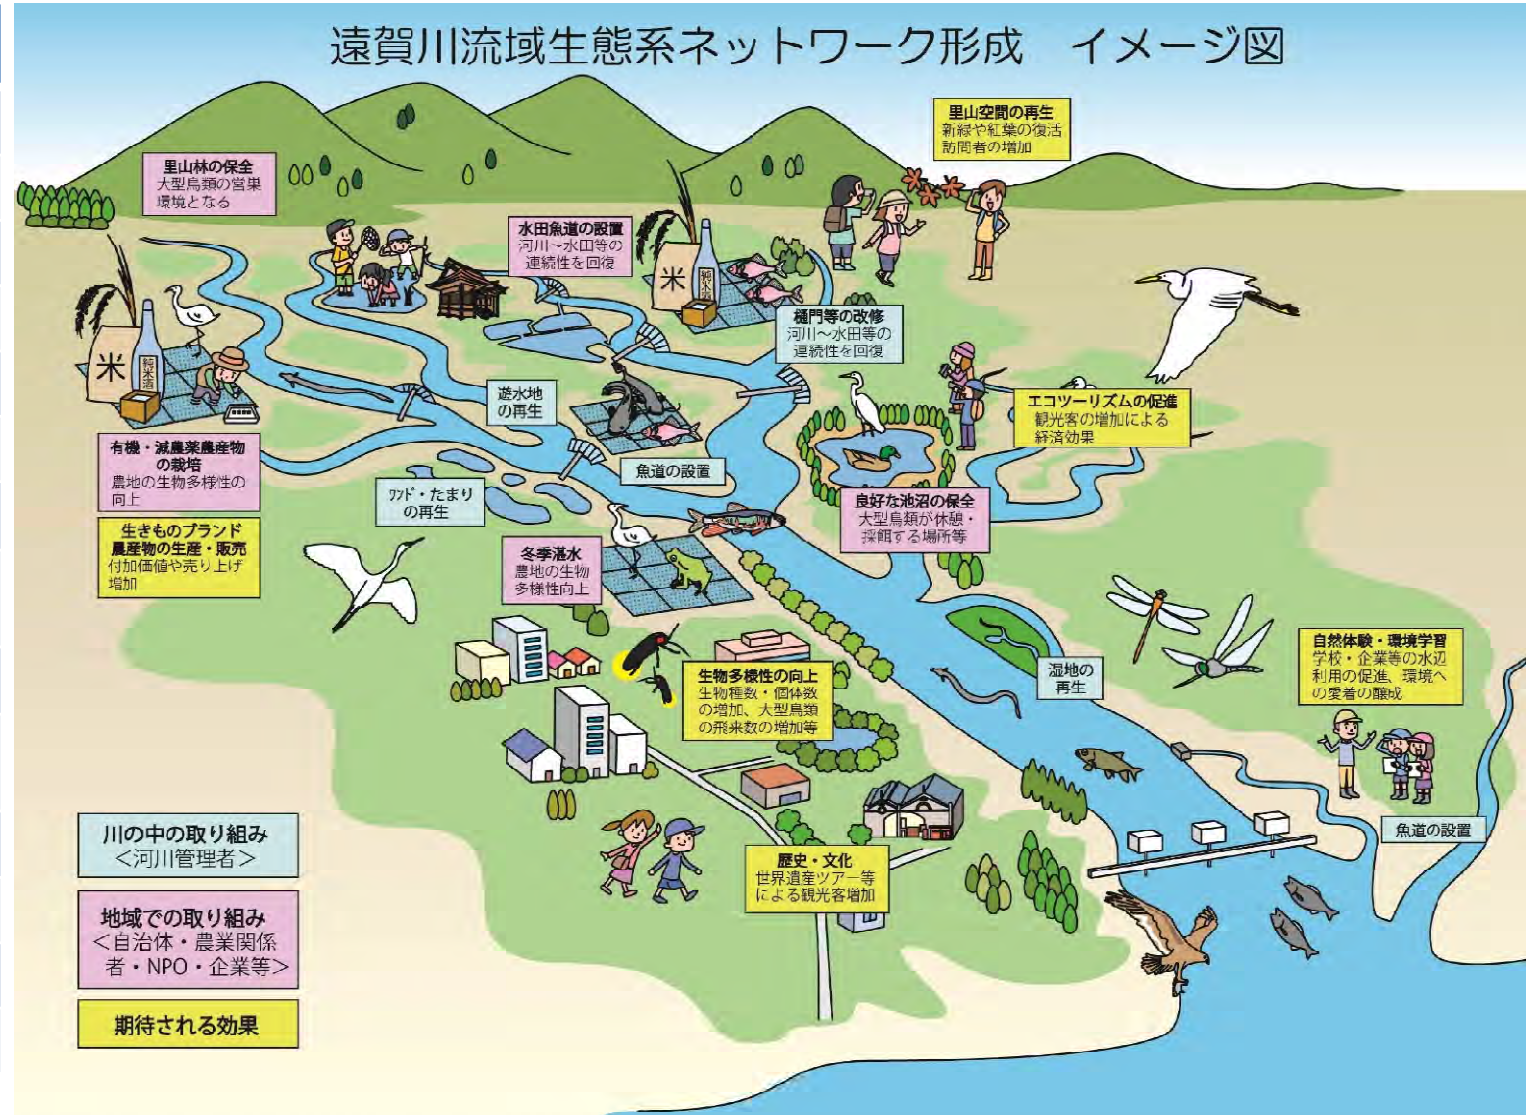 遠賀川流域生態系ネットワーク形成　イメージ図
里山空間の再生
新緑や紅葉の復活
訪問者の増加
里山林の保全
大型鳥類の営巣
環境となる
水田魚道の設置
河川～水田等の
連続性を回復
米
純米酒
樋門等の改修
河川～水田等の
連続性を回復
米
純米酒
遊水地
の再生
エコツーリズムの促進
観光客の増加による
経済効果
有機・減農薬農産物
の栽培
農地の生物多様性の
向上
魚道の設置
ワンド・たまり
の再生
良好な池沼の保全
大型鳥類が休憩・
採餌する場所等
生きものブランド
農産物の生産・販売
付加価値や売り上げ
増加
冬季湛水
農地の生物
多様性向上
自然体験・環境学習
学校・企業等の水辺
利用の促進、環境へ
の愛着の醸成
湿地の
再生
生物多様性の向上
生物種数・個体数
の増加、大型鳥類
の飛来数の増加等
魚道の設置
歴史・文化
世界遺産ツアー等
による観光客増加
川の中の取り組み
＜河川管理者＞
地域での取り組み
＜自治体・農業関係
者・NPO・企業等＞
期待される効果